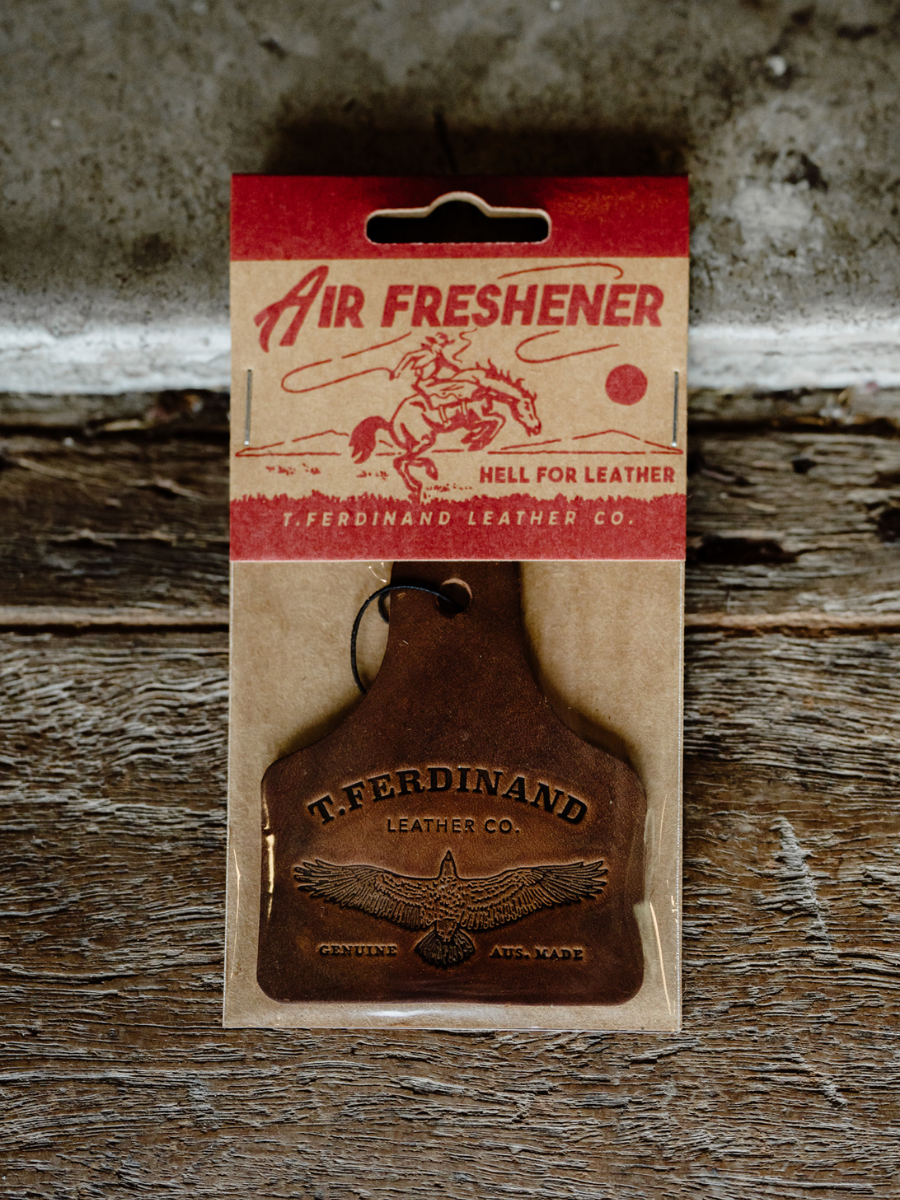 AIR FRESHENER
HELL FOR LEATHER
T.FERDINAND LEATHER CO.
T.FERDINAND
LEATHER CO.
GENUINE AUS. MADE